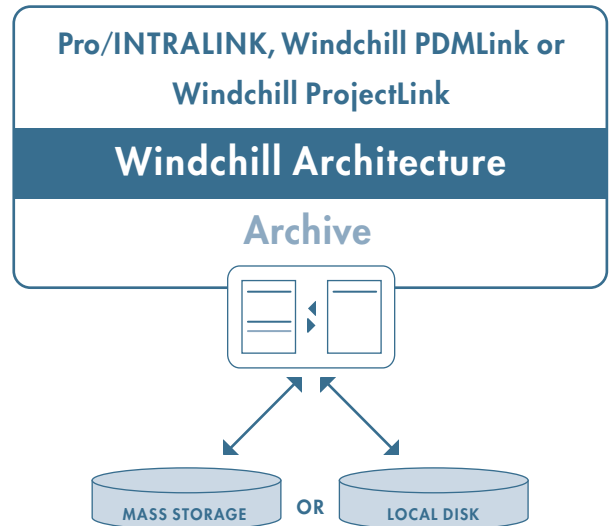 Pro/INTRALINK, Windchill PDMLink or
Windchill ProjectLink
Windchill Architecture
Archive
MASS STORAGE
OR
LOCAL DISK